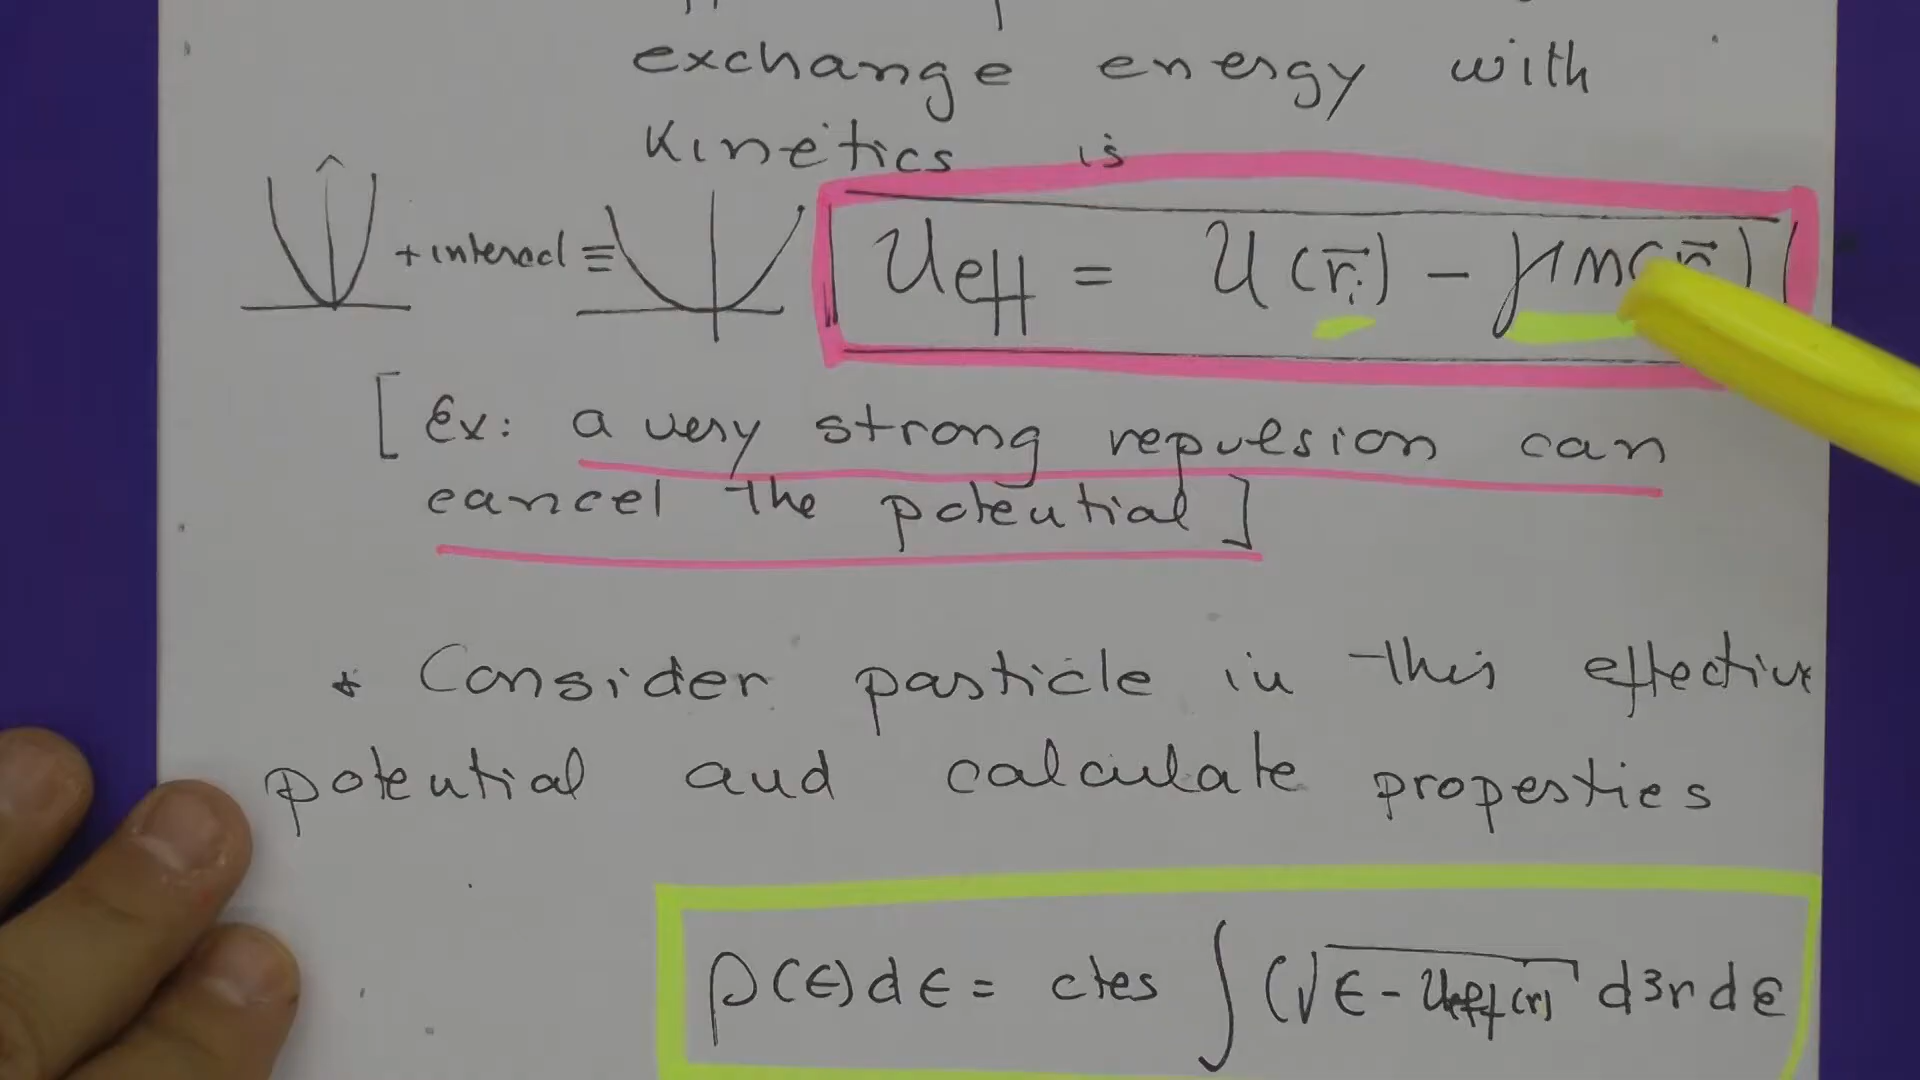 exchange energy with
Kinetics is
+ interact ≡
Ueff = U(r⃗) - μm(r⃗)
[Ex: a very strong repulsion can
cancel the potential]
* Consider particle in this effective
potential and calculate properties
ρ(ϵ)dϵ = ctes ∫(√ϵ - Ueff(r) d3r dε